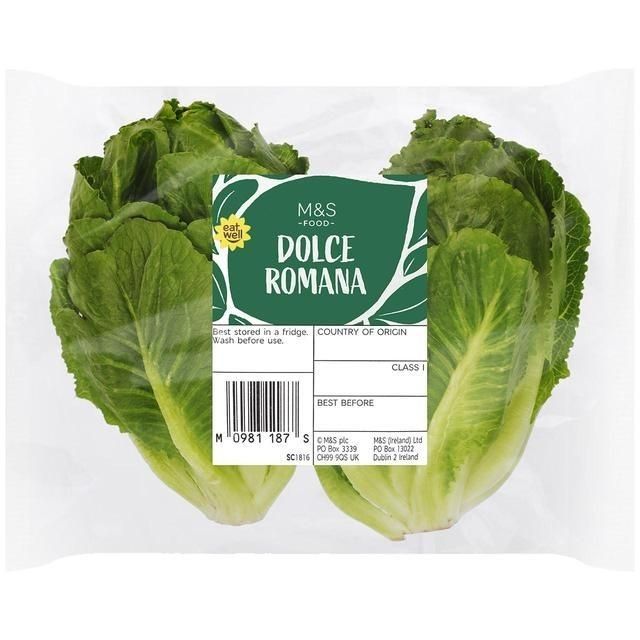 M&S
-FOOD-
eat well
DOLCE
ROMANA
Best stored in a fridge.
Wash before use.
COUNTRY OF ORIGIN
CLASS I
BEST BEFORE
M 0981 187 S
SC1816
© M&S plc
PO Box 3339
CH99 9QS UK
M&S (Ireland) Ltd
PO Box 13022
Dublin 2 Ireland